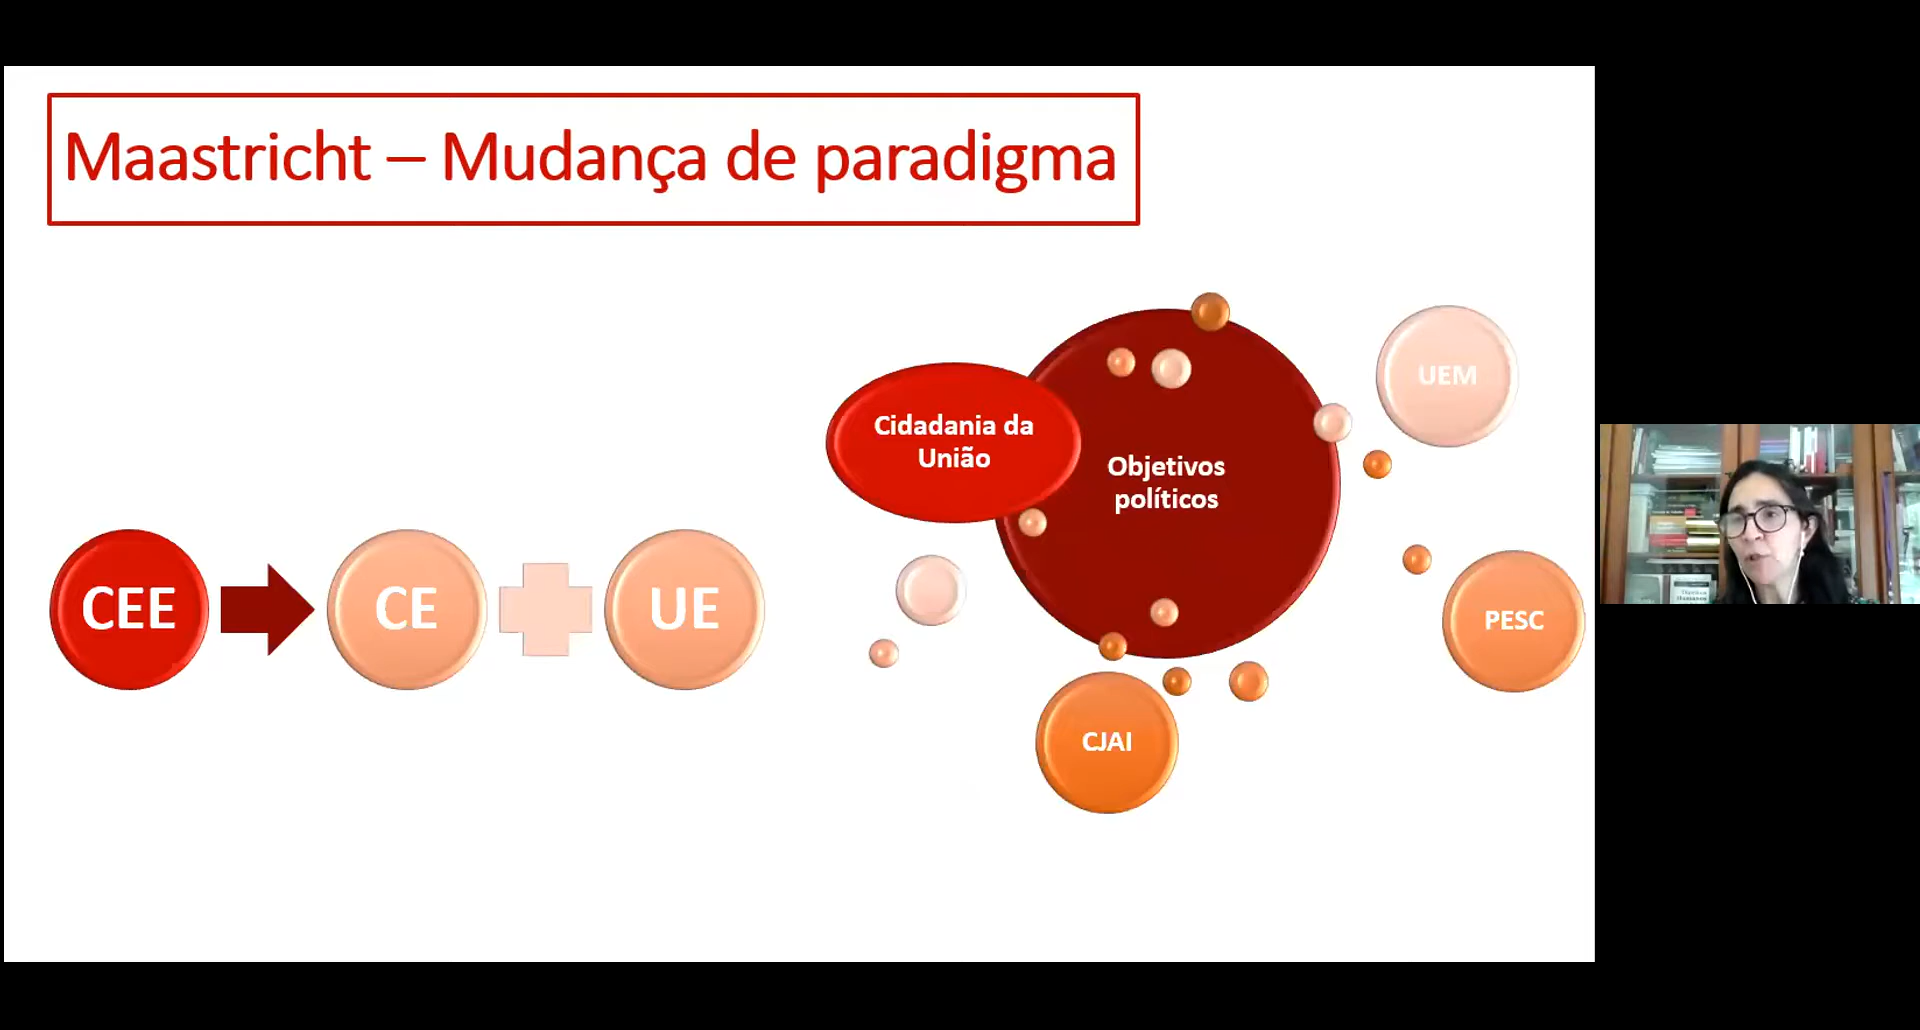 Maastricht – Mudança de paradigma
CEE
CE
UE
Cidadania da
União
Objetivos
políticos
UEM
PESC
CJAI